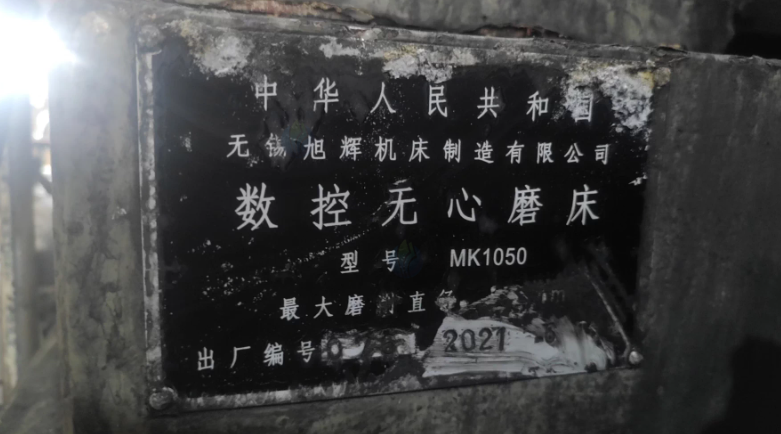 中华人民共和国
无锡旭辉机床制造有限公司
数控无心磨床
型号 MK1050
最大磨 直 m
出厂编号 2021